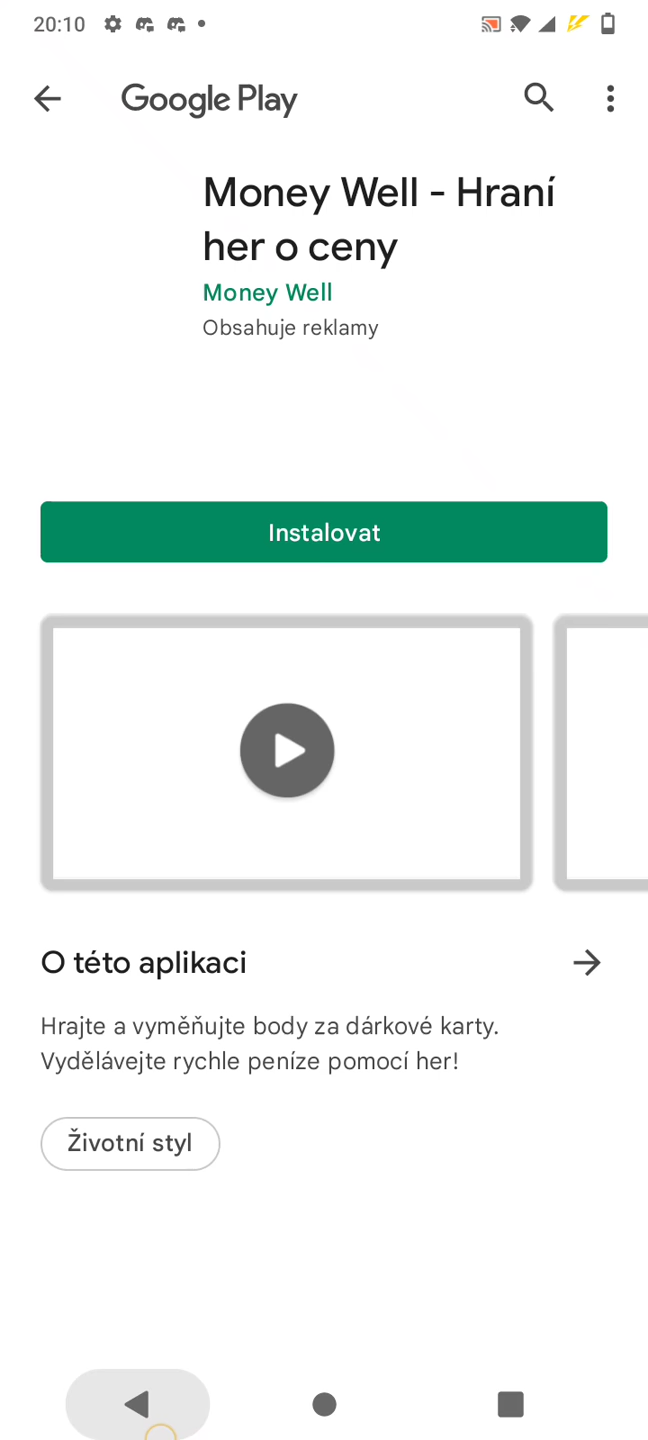 20:10
Google Play
Money Well - Hraní
her o ceny
Money Well
Obsahuje reklamy
Instalovat
O této aplikaci
Hrajte a vyměňujte body za dárkové karty.
Vydělávejte rychle peníze pomocí her!
Životní styl